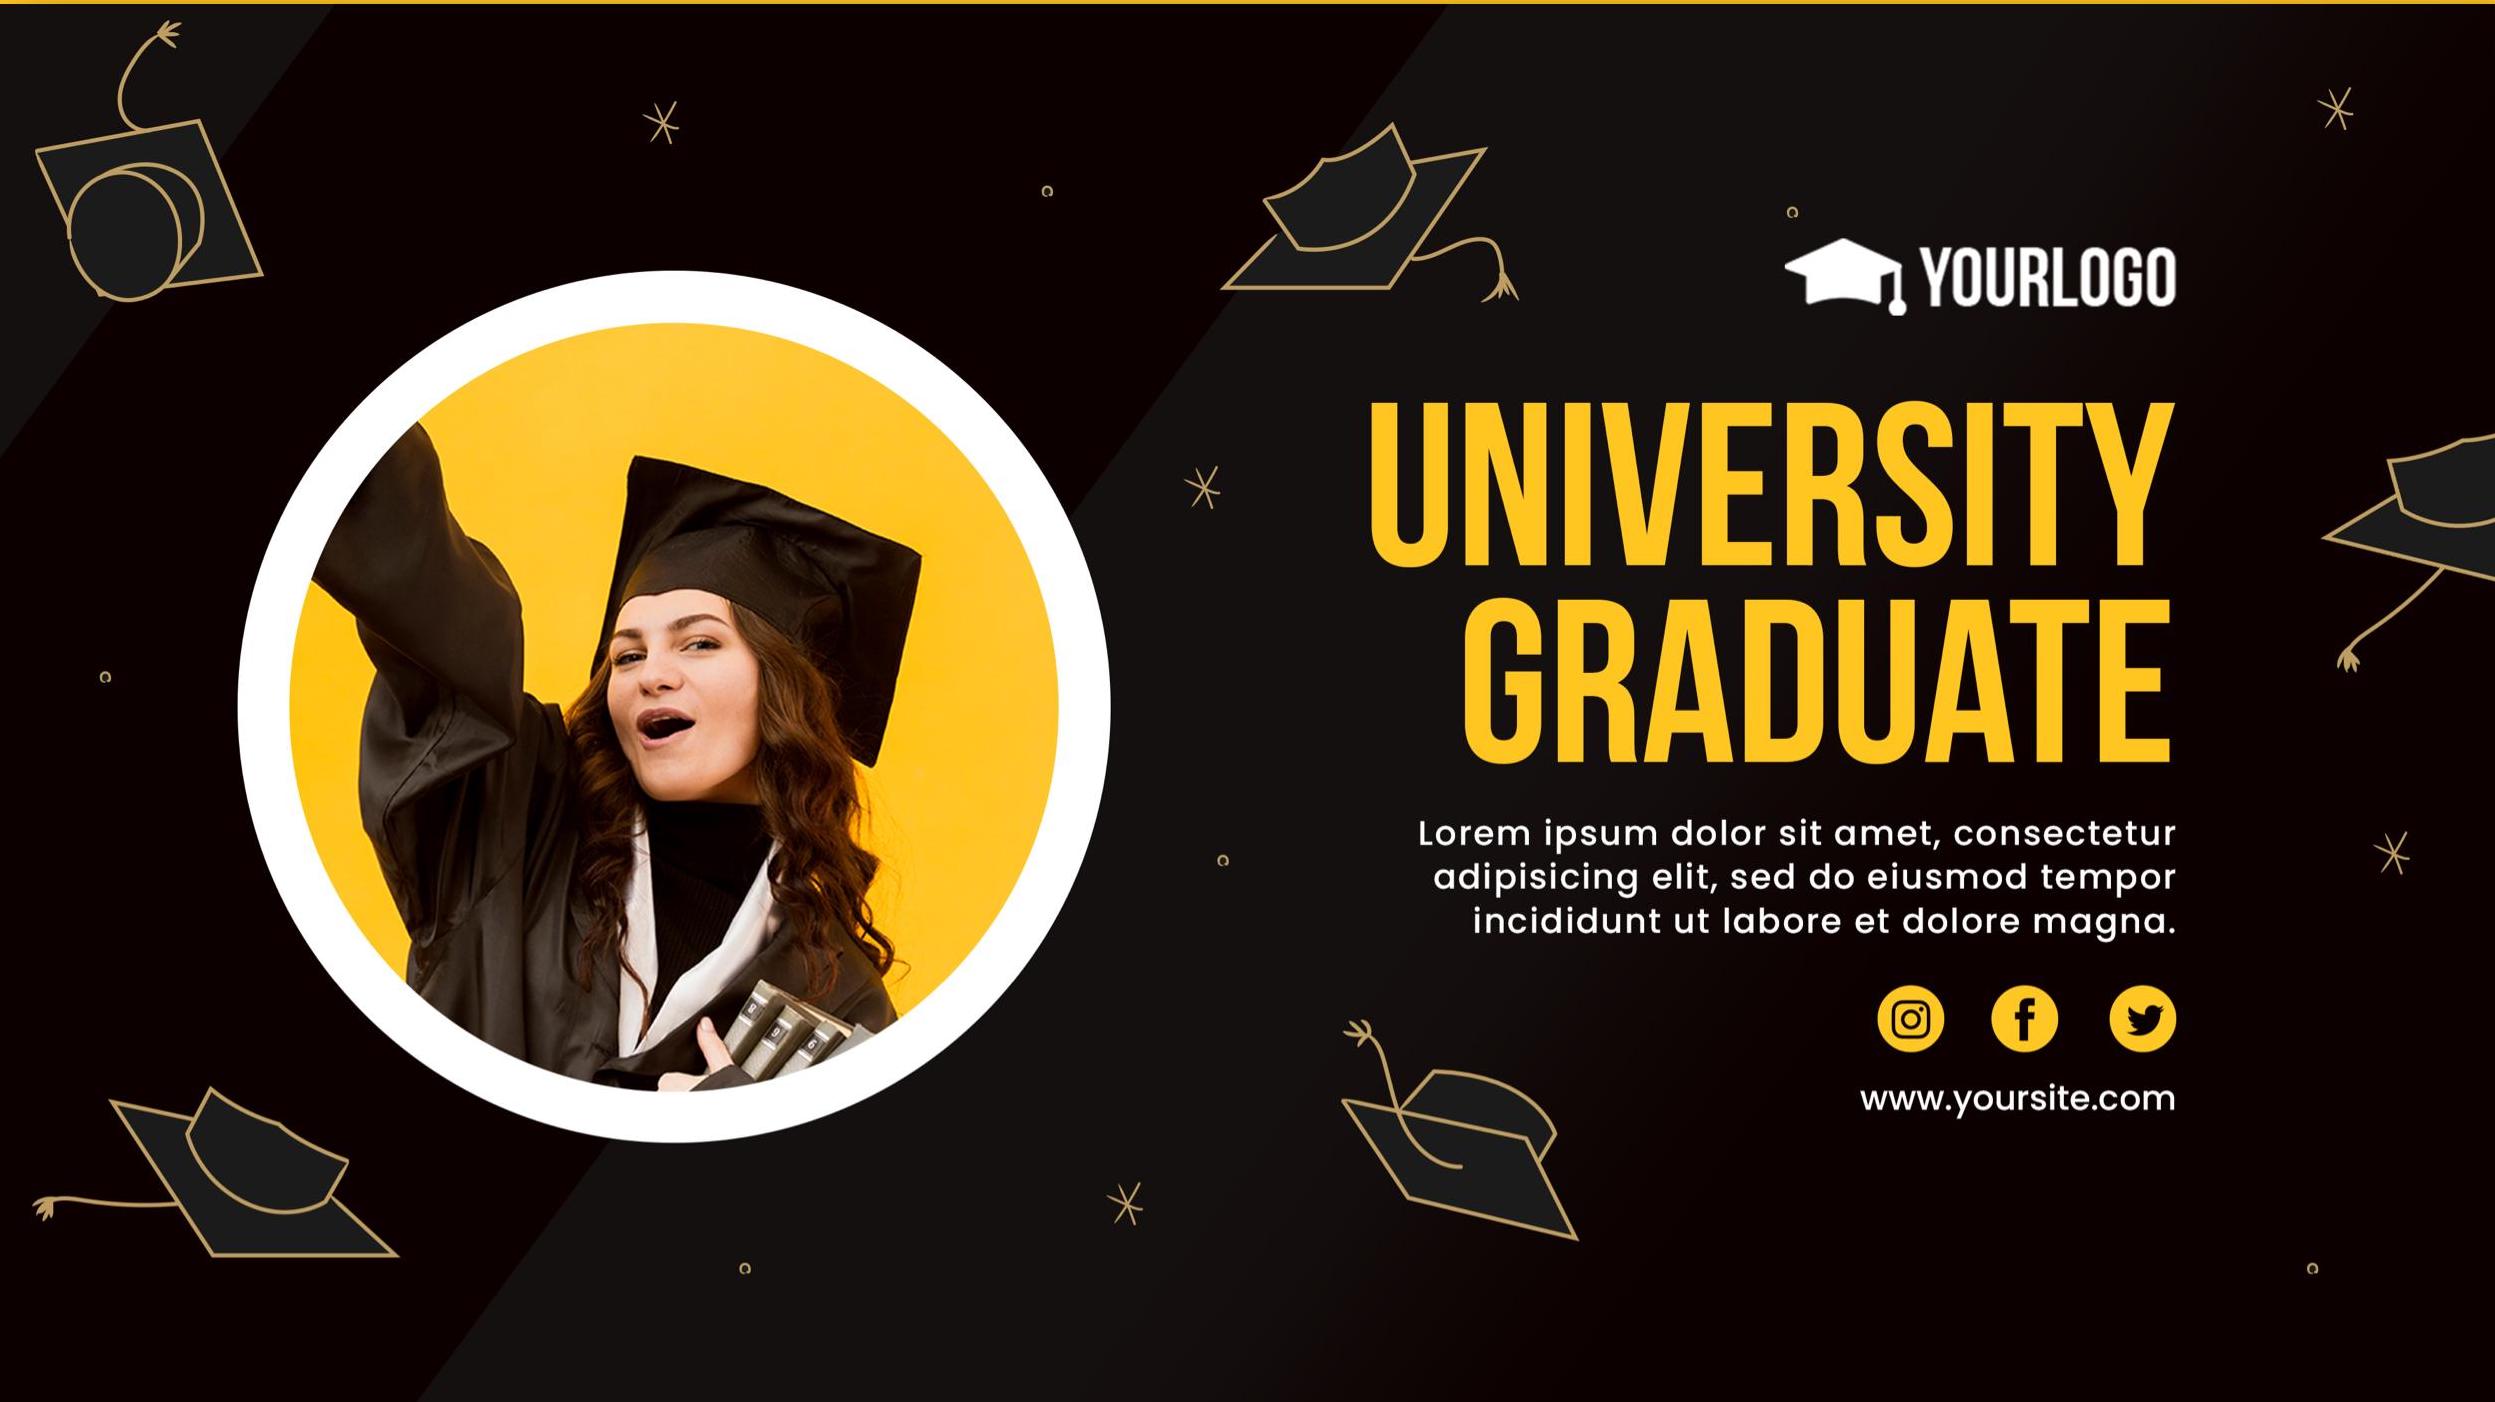 YOURLOGO
UNIVERSITY
GRADUATE
Lorem ipsum dolor sit amet, consectetur
adipisicing elit, sed do eiusmod tempor
incididunt ut labore et dolore magna.
www.yoursite.com